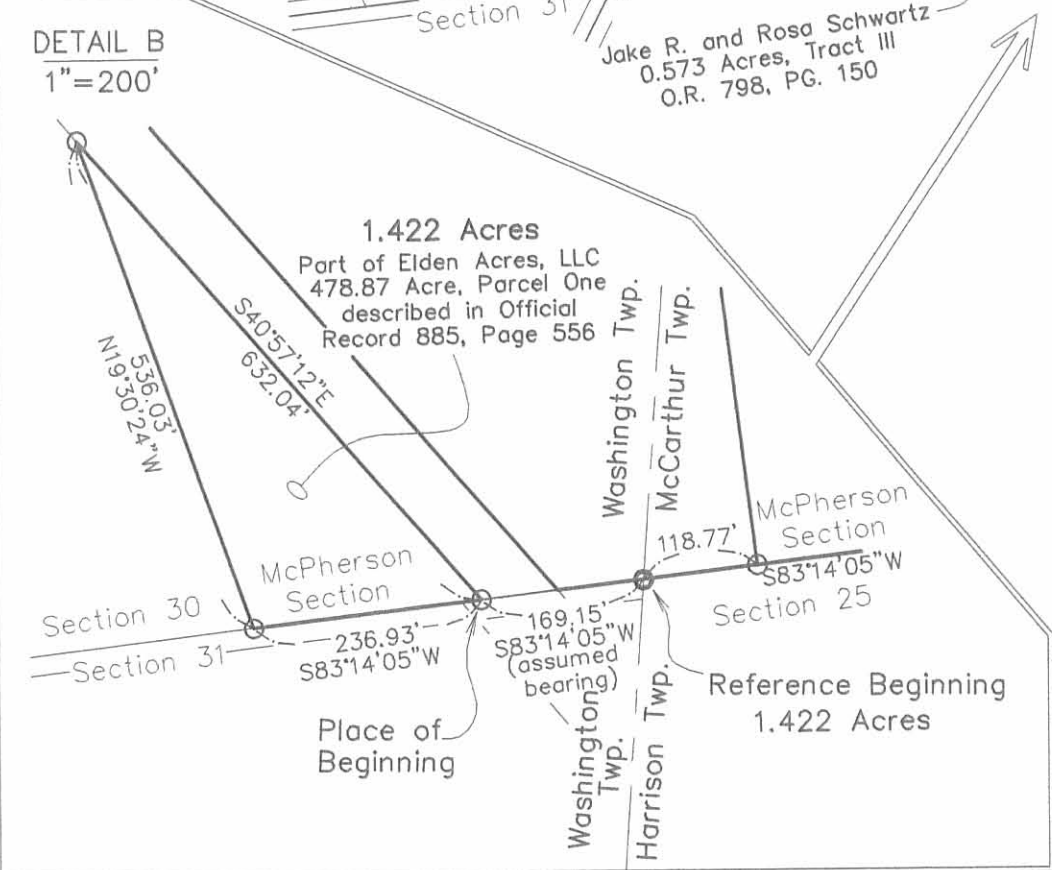 Section 31
Jake R. and Rosa Schwartz
0.573 Acres, Tract III
O.R. 798, PG. 150
DETAIL B
1"=200'
1.422 Acres
Part of Elden Acres, LLC
478.87 Acre, Parcel One
described in Official
Record 885, Page 556
S40°57'12"E
632.04'
536.03'
N19°30'24"W
Washington Twp.
McArthur Twp.
118.77'
McPherson
Section
S83°14'05"W
Section 25
McPherson
Section
Section 30
Section 31
236.93'
S83°14'05"W
169.15'
S83°14'05"W
(assumed
bearing)
Place of
Beginning
Washington
Twp.
Harrison Twp.
Reference Beginning
1.422 Acres